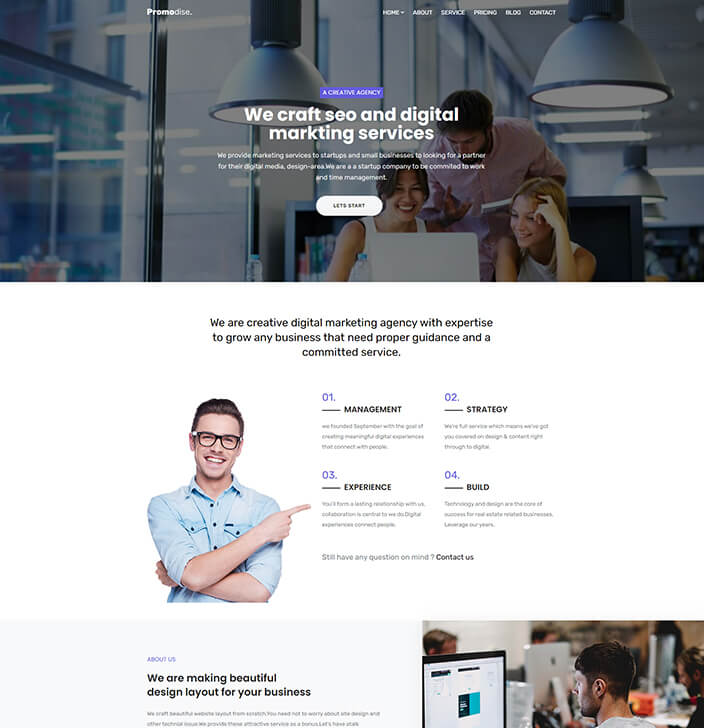 Promodise.
HOME ABOUT SERVICE PRICING BLOG CONTACT
A CREATIVE AGENCY
We craft seo and digital
markting services
We provide marketing services to startups and small businesses to looking for a partner
for their digital media, design-area.We are a a startup company to be commited to work
and time management.
LETS START
We are creative digital marketing agency with expertise
to grow any business that need proper guidance and a
committed service.
01.
MANAGEMENT
we founded September with the goal of
creating meaningful digital experiences
that connect with people.
02.
STRATEGY
We're full service which means we've got
you covered on design & content right
through to digital.
03.
EXPERIENCE
You'll form a lasting relationship with us,
collaboration is central to we do.Digital
experiences connect people.
04.
BUILD
Technology and design are the core of
success for real estate related businesses.
Leverage our years.
Still have any question on mind ? Contact us
ABOUT US
We are making beautiful
design layout for your business
We craft beautiful website layout from scratch.You need not to worry about site design and
other technial issue.We provide these attractive service as a bonus.Let's have atalk